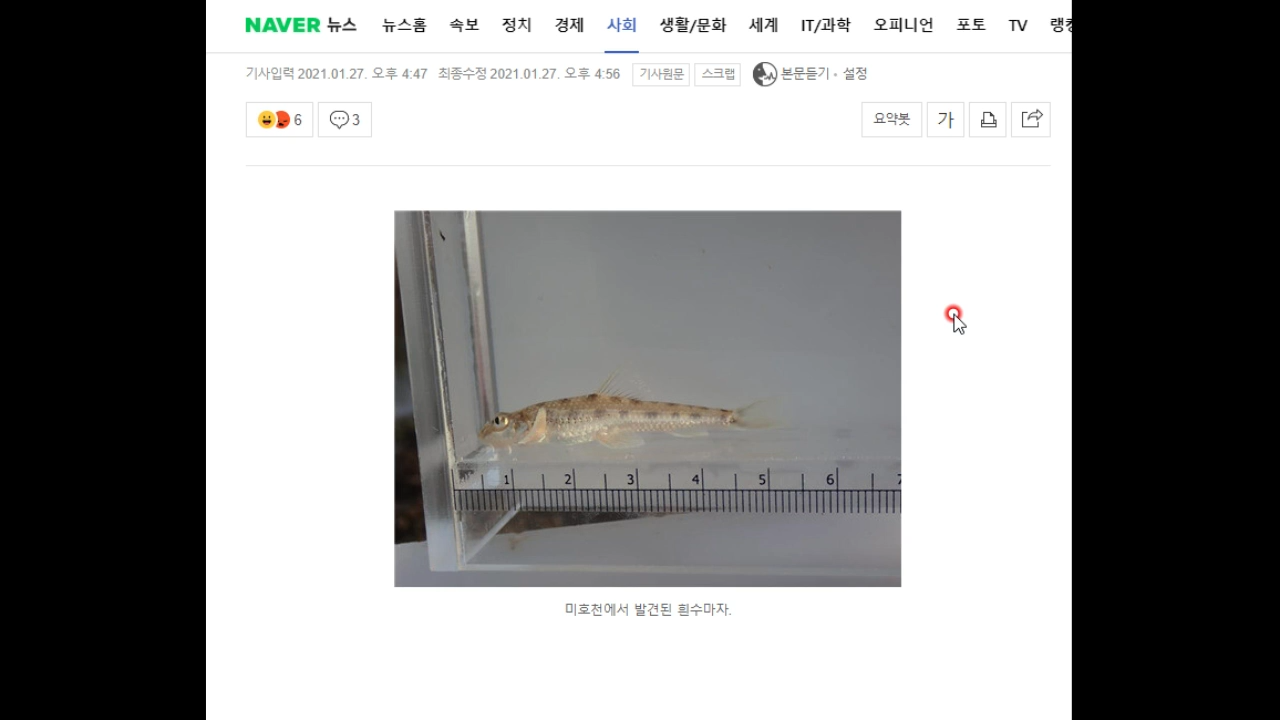 NAVER 뉴스 뉴스홈 속보 정치 경제 사회 생활/문화 세계 IT/과학 오피니언 포토 TV
기사입력 2021.01.27. 오후 4:47 최종수정 2021.01.27. 오후 4:56 기사원문 스크랩 본문듣기 · 설정
6 3 요약봇 가
1 2 3 4 5 6 7
미호천에서 발견된 흰수마자.